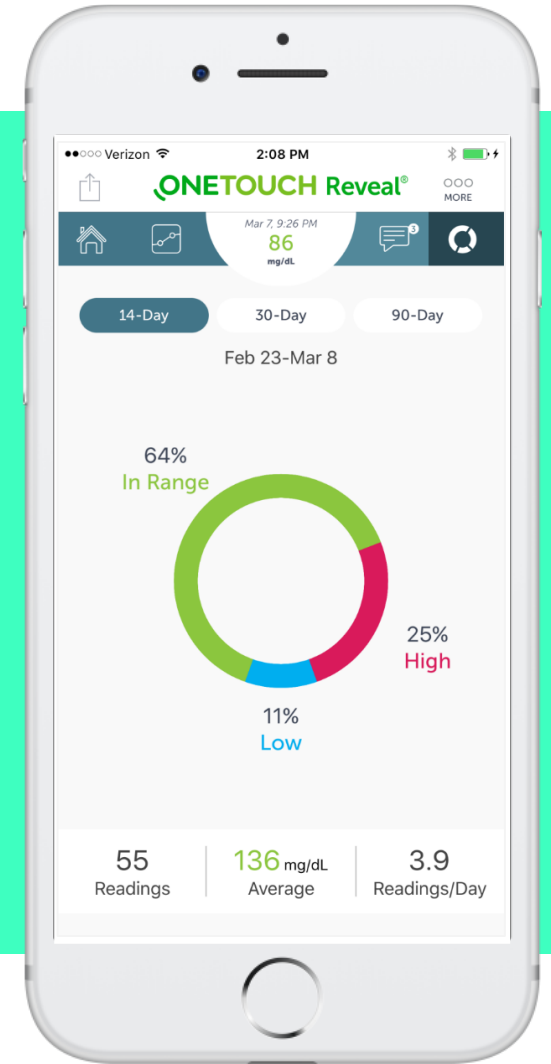 Verizon 2:08 PM
ONETOUCH Reveal®
MORE
Mar 7, 9:26 PM
86
mg/dL
3
14-Day 30-Day 90-Day
Feb 23-Mar 8
64%
In Range
25%
High
11%
Low
55 136 mg/dL 3.9
Readings Average Readings/Day